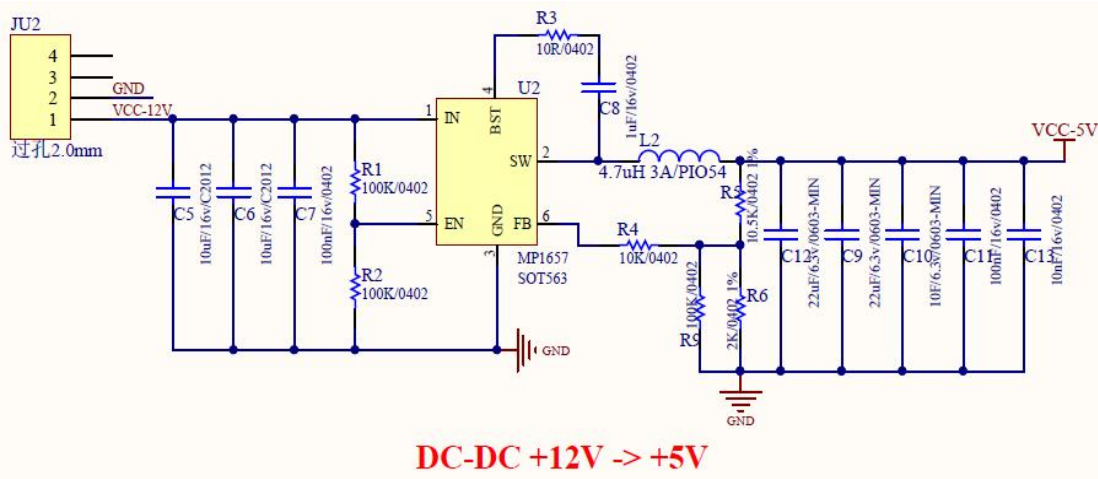 JU2
4
3
2
1
GND
VCC-12V
过孔2.0mm
R3
10R/0402
C8
1uF/16v/0402
U2
4
BST
1
IN
SW
2
5
EN
GND
3
FB
6
MP1657
SOT563
L2
4.7uH 3A/PIO54
VCC-5V
R1
100K/0402
R2
100K/0402
C5
10uF/16v/C2012
C6
10uF/16v/C2012
C7
100nF/16v/0402
GND
R4
10K/0402
R5
10.5K/0402 1%
R9
100K/0402
R6
2K/0402 1%
GND
C12
22uF/6.3v/0603-MIN
C9
22uF/6.3v/0603-MIN
C10
10F/6.3v/0603-MIN
C11
100nF/16v/0402
C13
10nF/16v/0402
DC-DC +12V -> +5V